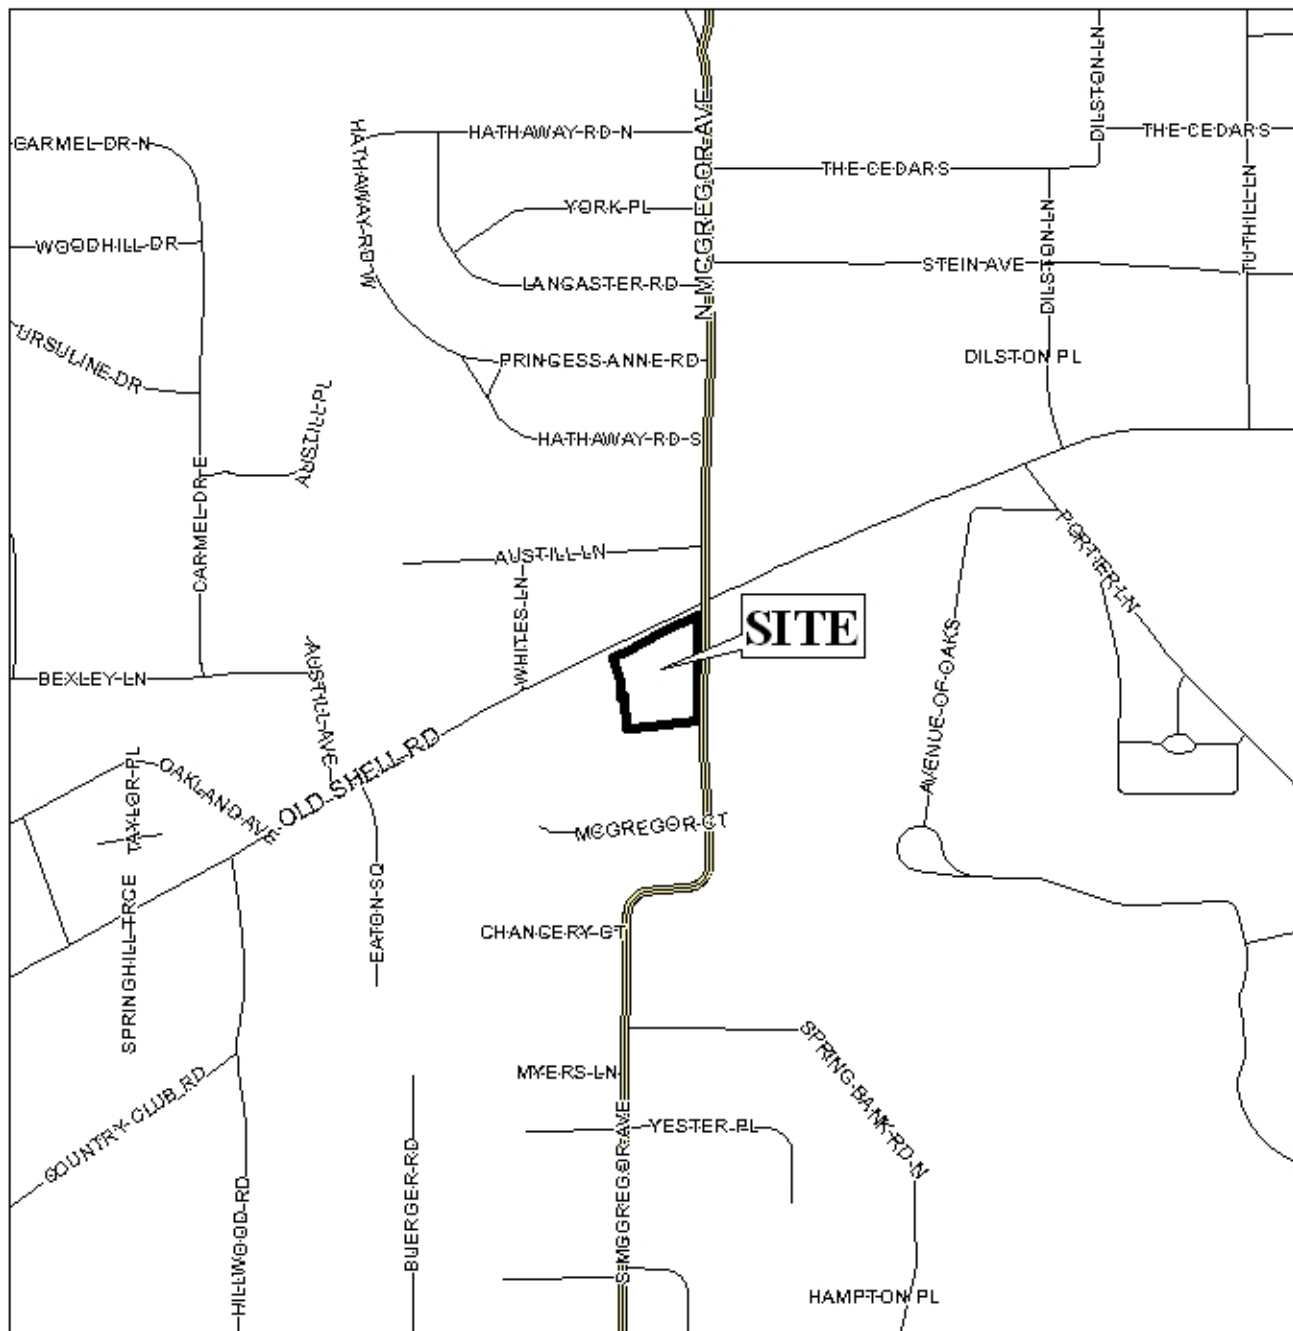 DILSTON LN
HATHAWAY RD N
THE CEDARS
CARMEL DR N
N MCGREGOR AVE
THE CEDARS
HATHAWAY RD W
YORK PL
DILSTON LN
TUTHILL LN
WOODHILL DR
STEIN AVE
LANCASTER RD
URSULINE DR
PRINCESS ANNE RD
DILSTON PL
AUSTILL PL
HATHAWAY RD S
CARMEL DR E
AUSTILL LN
PORTIER LN
WHITES LN
SITE
AVENUE OF OAKS
BEXLEY LN
AUSTILL AVE
OLD SHELL RD
TAYLOR PL
OAKLAND AVE
MCGREGOR CT
EATON SQ
SPRINGHILL TRCE
CHANCERY CT
SPRING BANK RD N
MYERS LN
COUNTRY CLUB RD
YESTER PL
S MCGREGOR AVE
BUERGER RD
HILLWOOD RD
HAMPTON PL